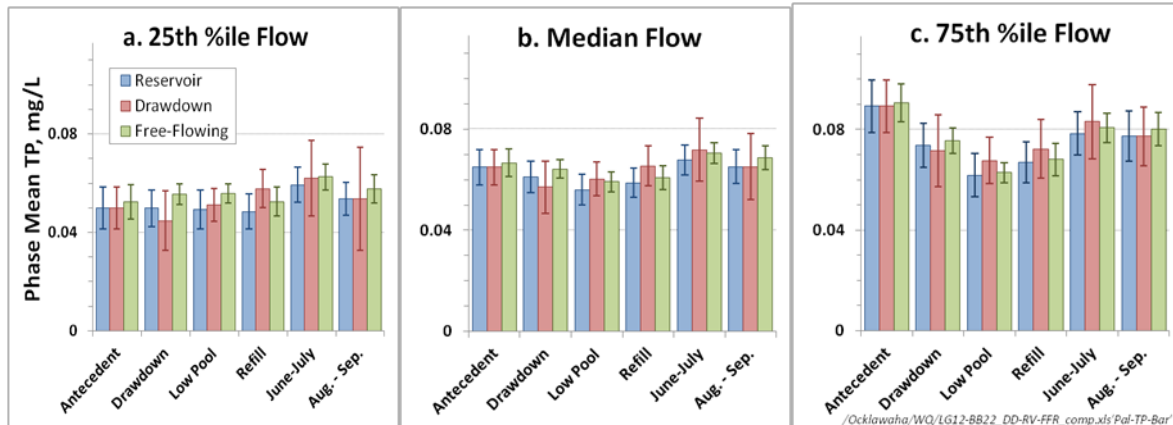 a. 25th %ile Flow
Reservoir
Drawdown
Free-Flowing
Phase Mean TP, mg/L
0.08
0.04
0
Antecedent
Drawdown
Low Pool
Refill
June-July
Aug. - Sep.
b. Median Flow
0.08
0.04
0
Antecedent
Drawdown
Low Pool
Refill
June-July
Aug. - Sep.
c. 75th %ile Flow
0.08
0.04
0
Antecedent
Drawdown
Low Pool
Refill
June-July
Aug. - Sep.
/Ocklawaha/WQ/LG12-BB22_DD-RV-FFR_comp.xls'Pal-TP-Bar'